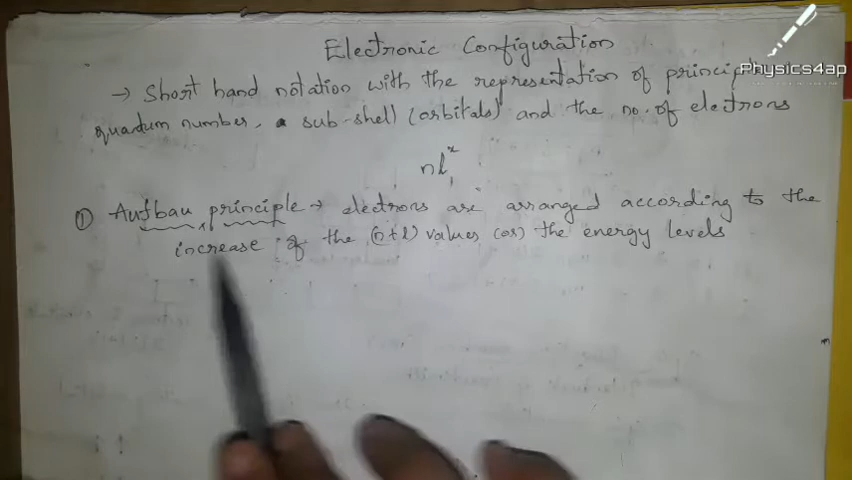 Electronic Configuration
Physics4ap
→ Short hand notation with the representation of
quantum number, sub-shell (orbitals) and the no. of electrons
nlˣ
① Aufbau principle → electrons are arranged according to the
increase of the (n+l) values (or) the energy levels